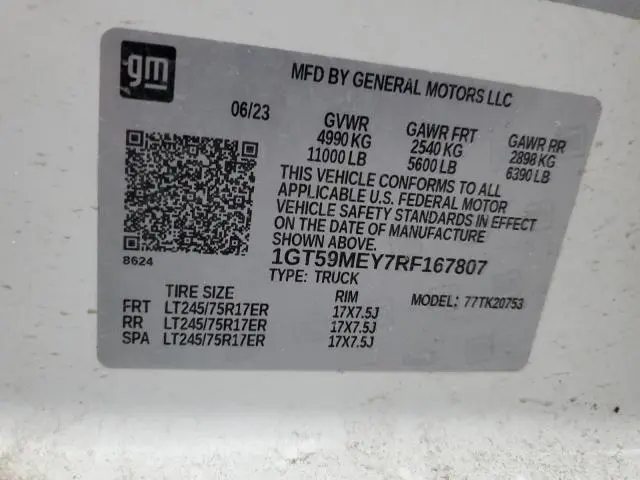 gm
MFD BY GENERAL MOTORS LLC
06/23
GVWR GAWR FRT GAWR RR
4990 KG 2540 KG 2898 KG
11000 LB 5600 LB 6390 LB
THIS VEHICLE CONFORMS TO ALL
APPLICABLE U.S. FEDERAL MOTOR
VEHICLE SAFETY STANDARDS IN EFFECT
ON THE DATE OF MANUFACTURE
SHOWN ABOVE.
8624
1GT59MEY7RF167807
TYPE: TRUCK
TIRE SIZE RIM MODEL: 77TK20753
FRT LT245/75R17ER 17X7.5J
RR LT245/75R17ER 17X7.5J
SPA LT245/75R17ER 17X7.5J